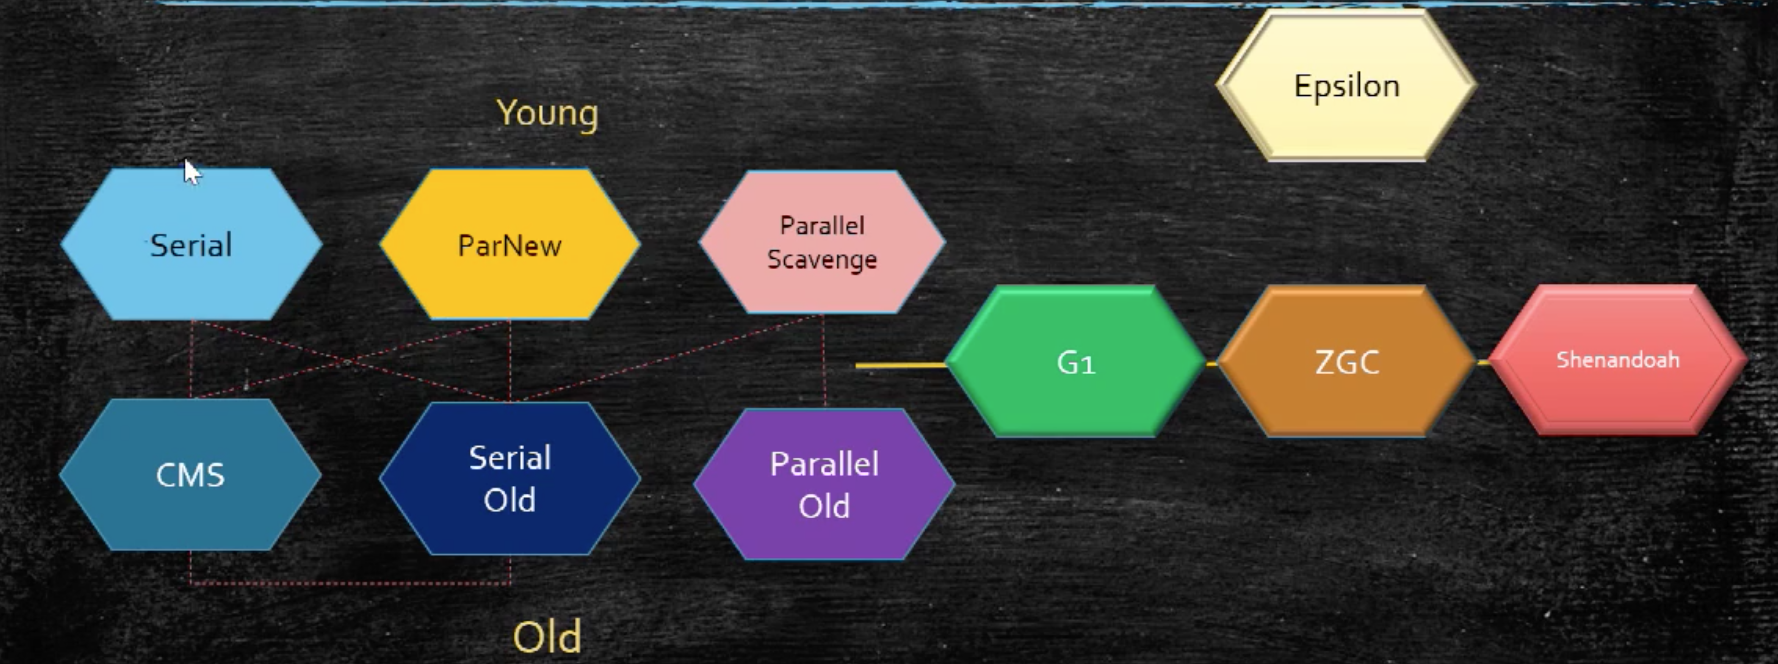 Epsilon
Young
Serial
ParNew
Parallel
Scavenge
G1
ZGC
Shenandoah
CMS
Serial
Old
Parallel
Old
Old